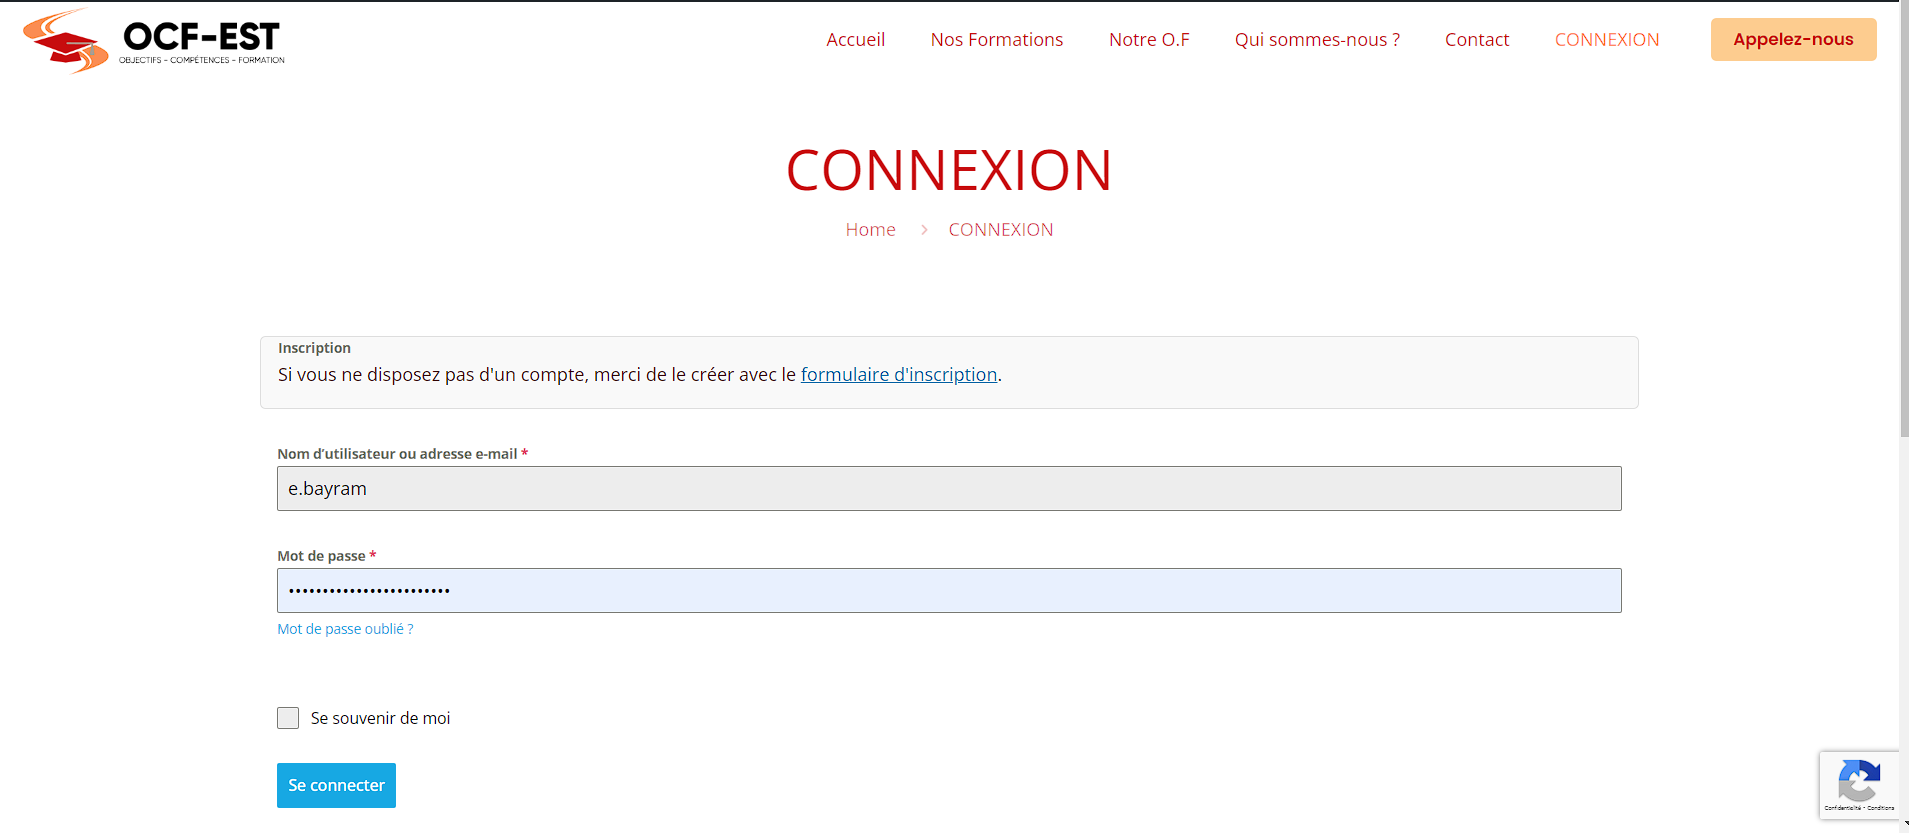 OCF-EST
OBJECTIFS - COMPÉTENCES - FORMATION
Accueil
Nos Formations
Notre O.F
Qui sommes-nous ?
Contact
CONNEXION
Appelez-nous
CONNEXION
Home
CONNEXION
Inscription
Si vous ne disposez pas d'un compte, merci de le créer avec le formulaire d'inscription.
Nom d’utilisateur ou adresse e-mail *
e.bayram
Mot de passe *
••••••••••••••••••••••••
Mot de passe oublié ?
Se souvenir de moi
Se connecter
Confidentialité - Conditions